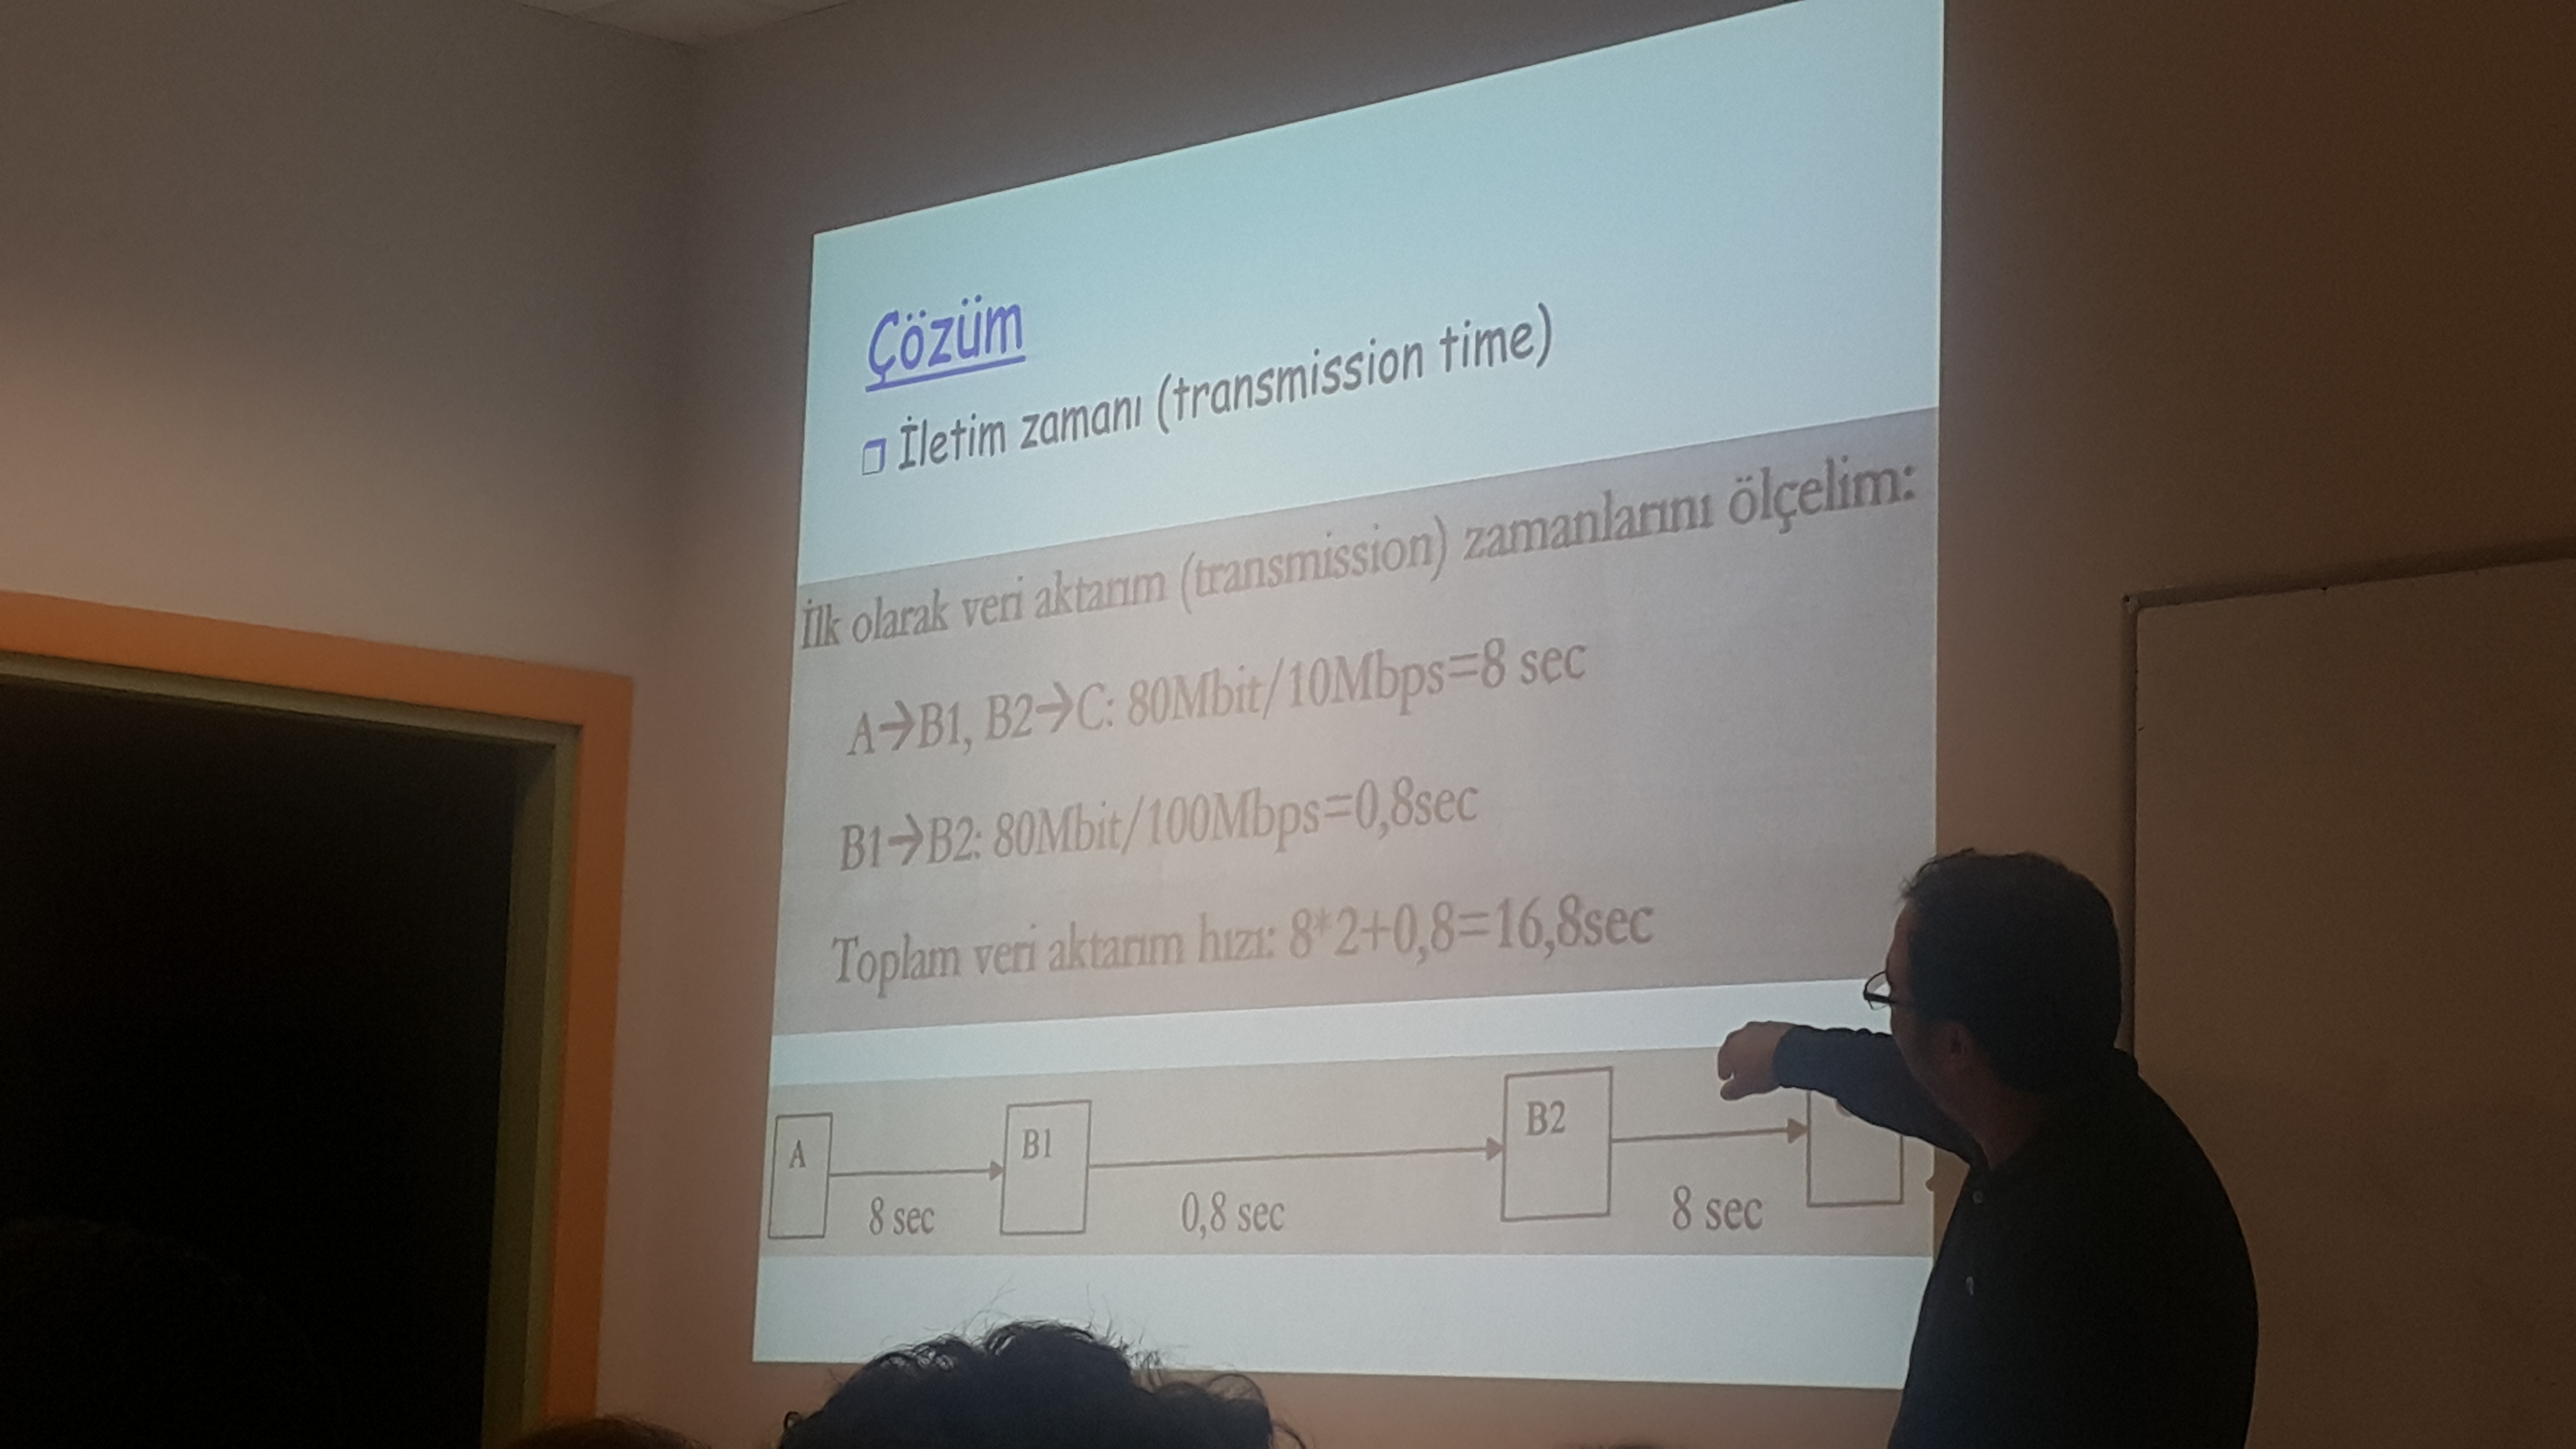 Çözüm
İletim zamanı (transmission time)
İlk olarak veri aktarım (transmission) zamanlarını ölçelim:
A→B1, B2→C: 80Mbit/10Mbps=8 sec
B1→B2: 80Mbit/100Mbps=0,8sec
Toplam veri aktarım hızı: 8*2+0,8=16,8sec
A
B1
B2
8 sec
0,8 sec
8 sec